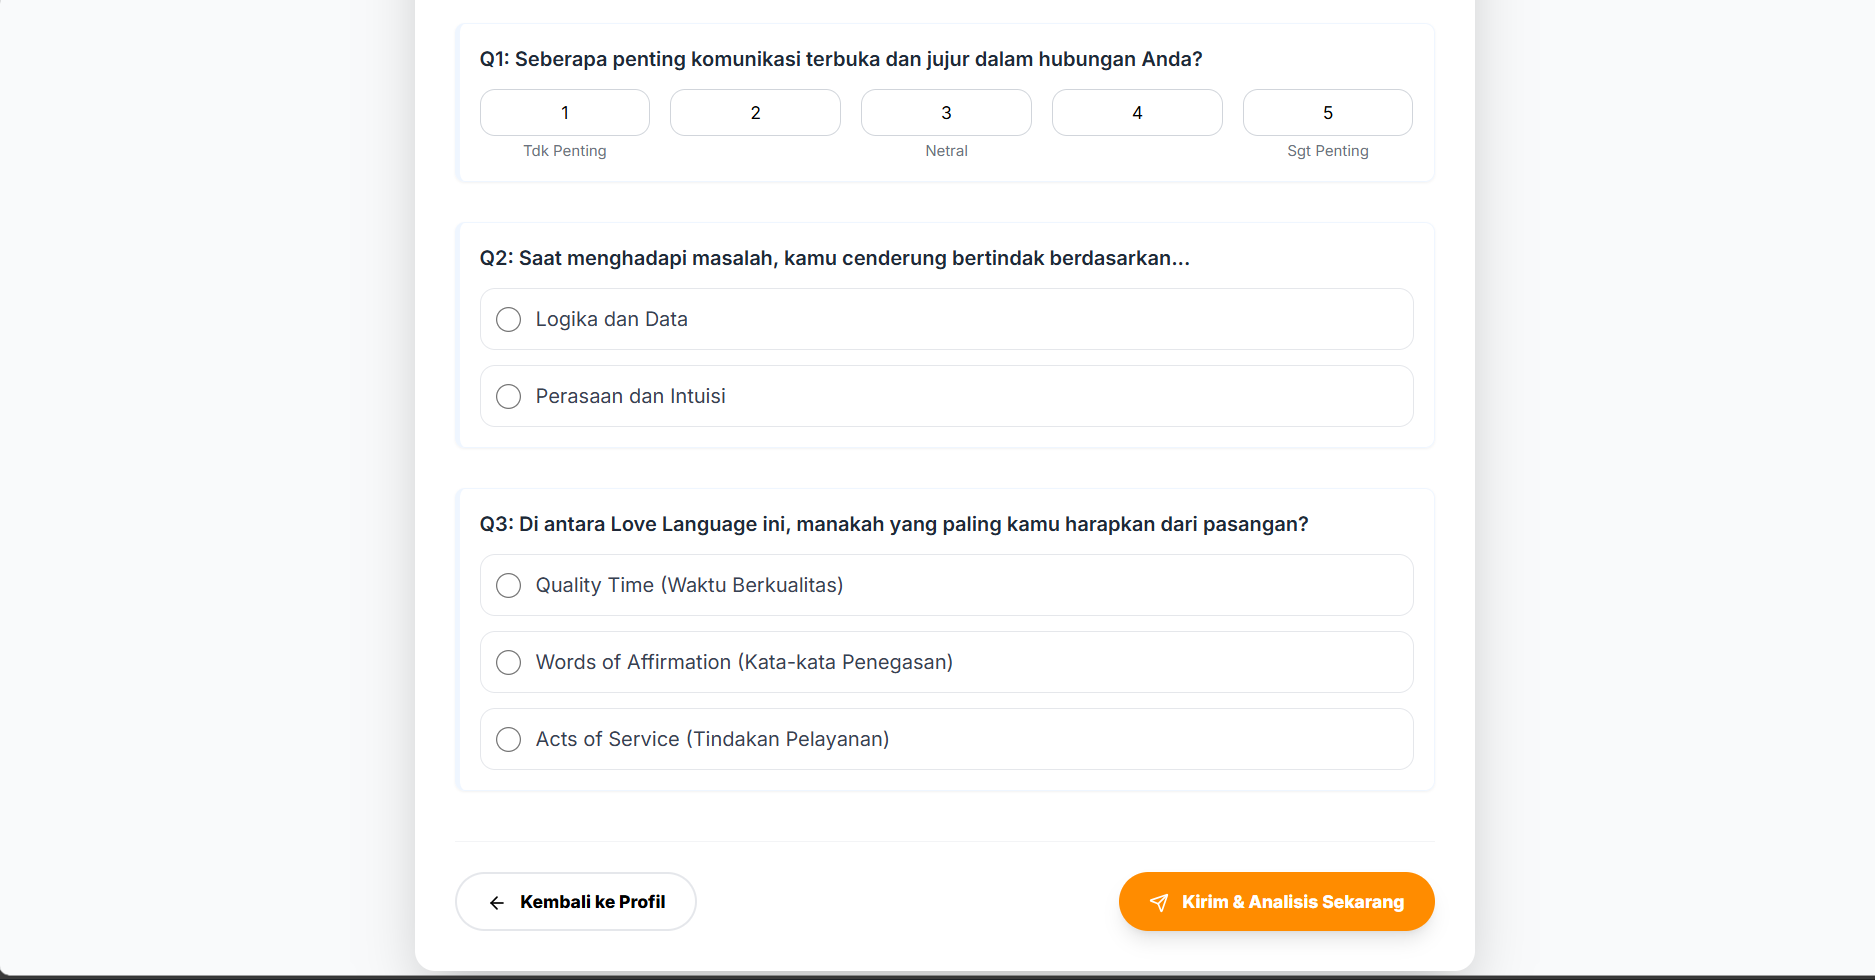 Q1: Seberapa penting komunikasi terbuka dan jujur dalam hubungan Anda?
1 2 3 4 5
Tdk Penting Netral Sgt Penting
Q2: Saat menghadapi masalah, kamu cenderung bertindak berdasarkan...
Logika dan Data
Perasaan dan Intuisi
Q3: Di antara Love Language ini, manakah yang paling kamu harapkan dari pasangan?
Quality Time (Waktu Berkualitas)
Words of Affirmation (Kata-kata Penegasan)
Acts of Service (Tindakan Pelayanan)
Kembali ke Profil Kirim & Analisis Sekarang